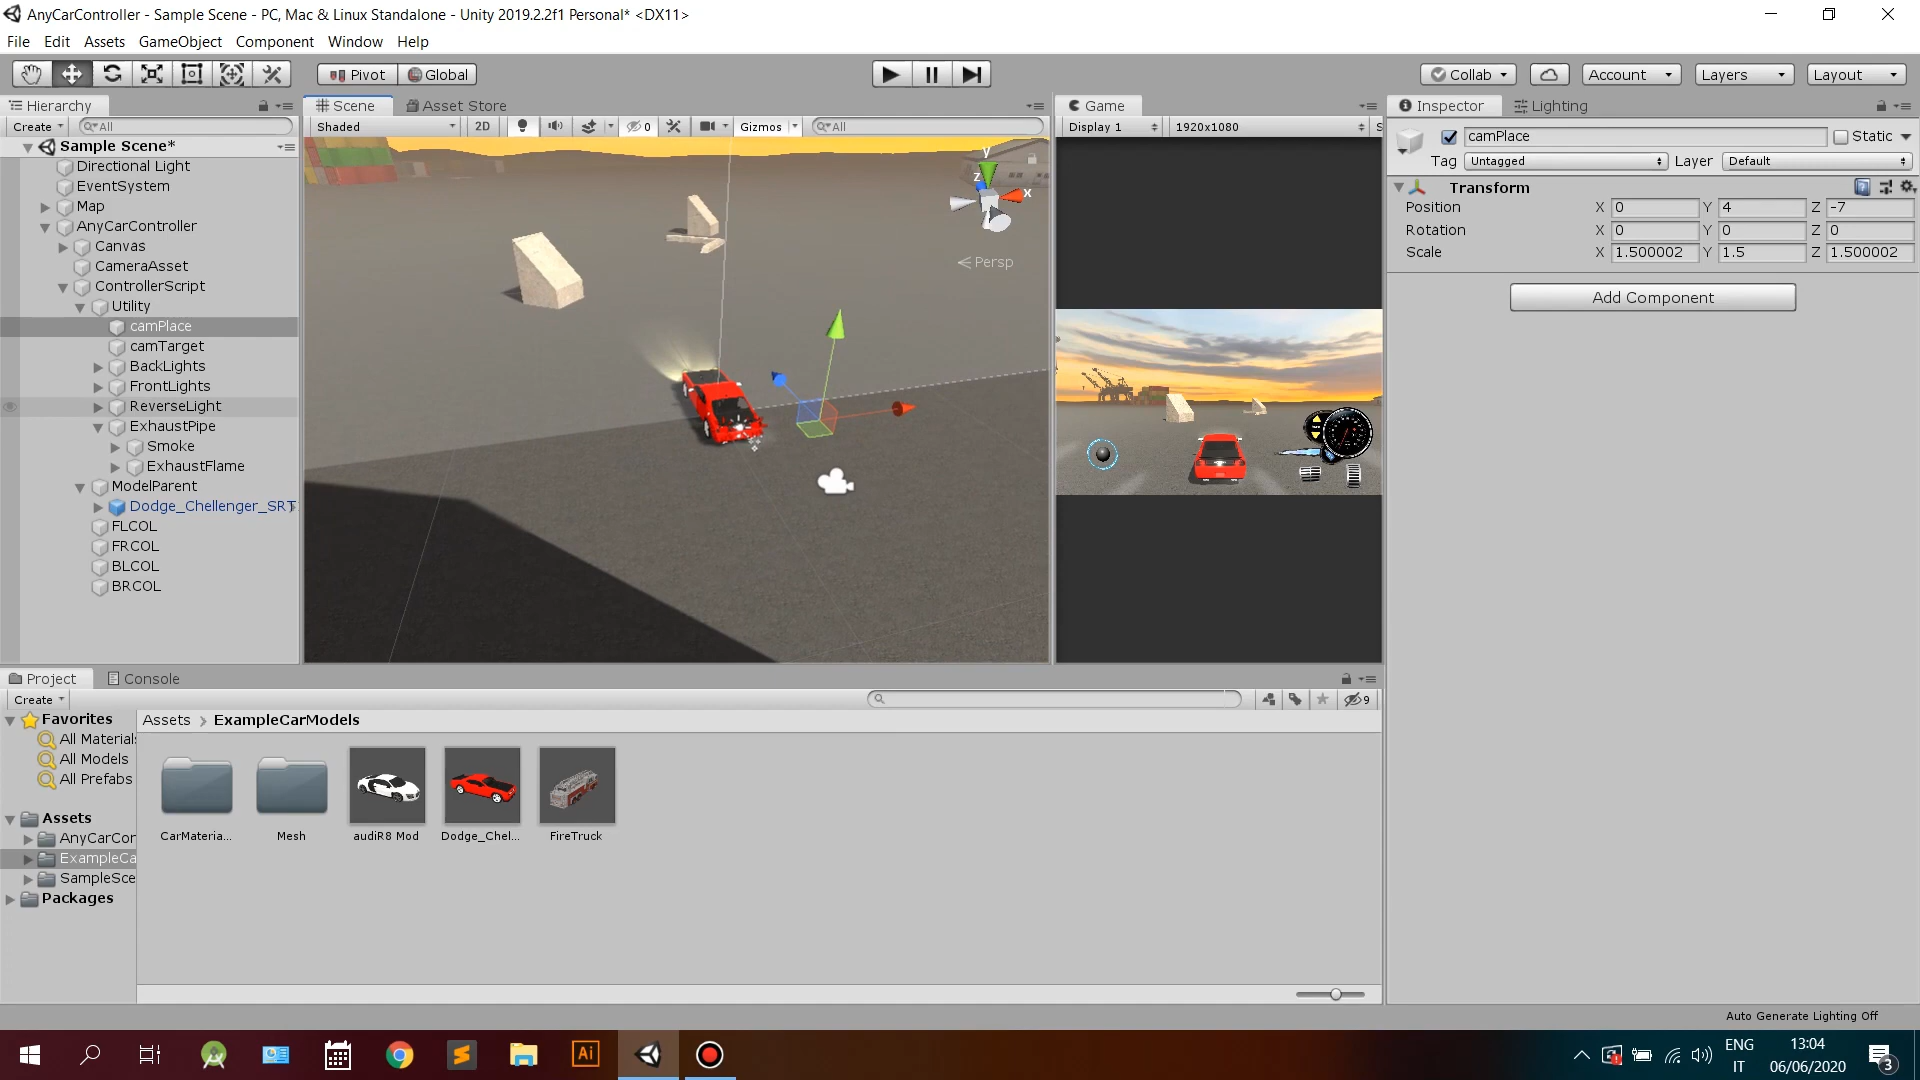 AnyCarController - Sample Scene - PC, Mac & Linux Standalone - Unity 2019.2.2f1 Personal* <DX11>
File Edit Assets GameObject Component Window Help
Pivot Global Collab Account Layers Layout
Hierarchy
Create All
Sample Scene*
Directional Light
EventSystem
Map
AnyCarController
Canvas
CameraAsset
ControllerScript
Utility
camPlace
camTarget
BackLights
FrontLights
ReverseLight
ExhaustPipe
Smoke
ExhaustFlame
ModelParent
Dodge_Chellenger_SRT
FLCOL
FRCOL
BLCOL
BRCOL
Scene Asset Store
Shaded 2D 0 Gizmos All
y
z
x
Persp
Game
Display 1 1920x1080 S
Inspector Lighting
camPlace Static
Tag Untagged Layer Default
Transform
Position X 0 Y 4 Z -7
Rotation X 0 Y 0 Z 0
Scale X 1.500002 Y 1.5 Z 1.500002
Add Component
Project Console
Create 9
Favorites
All Materials
All Models
All Prefabs
Assets
AnyCarCor
ExampleCa
SampleSce
Packages
Assets ExampleCarModels
CarMateria... Mesh audiR8 Mod Dodge_Chel... FireTruck
Auto Generate Lighting Off
Ai
ENG
IT
13:04
06/06/2020
3